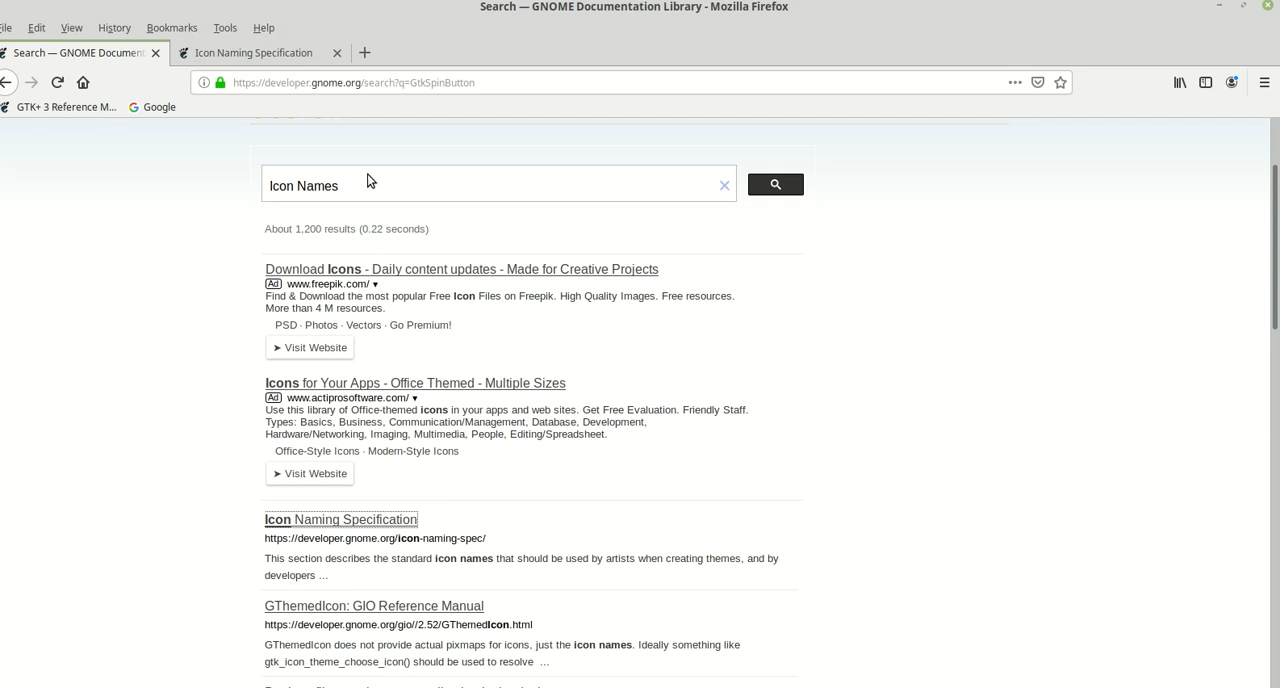 Search — GNOME Documentation Library - Mozilla Firefox
File Edit View History Bookmarks Tools Help
Search — GNOME Document Icon Naming Specification
https://developer.gnome.org/search?q=GtkSpinButton
GTK+ 3 Reference M... Google
Icon Names
About 1,200 results (0.22 seconds)
Download Icons - Daily content updates - Made for Creative Projects
Ad www.freepik.com/
Find & Download the most popular Free Icon Files on Freepik. High Quality Images. Free resources.
More than 4 M resources.
PSD · Photos · Vectors · Go Premium!
Visit Website
Icons for Your Apps - Office Themed - Multiple Sizes
Ad www.actiprosoftware.com/
Use this library of Office-themed icons in your apps and web sites. Get Free Evaluation. Friendly Staff.
Types: Basics, Business, Communication/Management, Database, Development,
Hardware/Networking, Imaging, Multimedia, People, Editing/Spreadsheet.
Office-Style Icons · Modern-Style Icons
Visit Website
Icon Naming Specification
https://developer.gnome.org/icon-naming-spec/
This section describes the standard icon names that should be used by artists when creating themes, and by
developers ...
GThemedIcon: GIO Reference Manual
https://developer.gnome.org/gio//2.52/GThemedIcon.html
GThemedIcon does not provide actual pixmaps for icons, just the icon names. Ideally something like
gtk_icon_theme_choose_icon() should be used to resolve ...